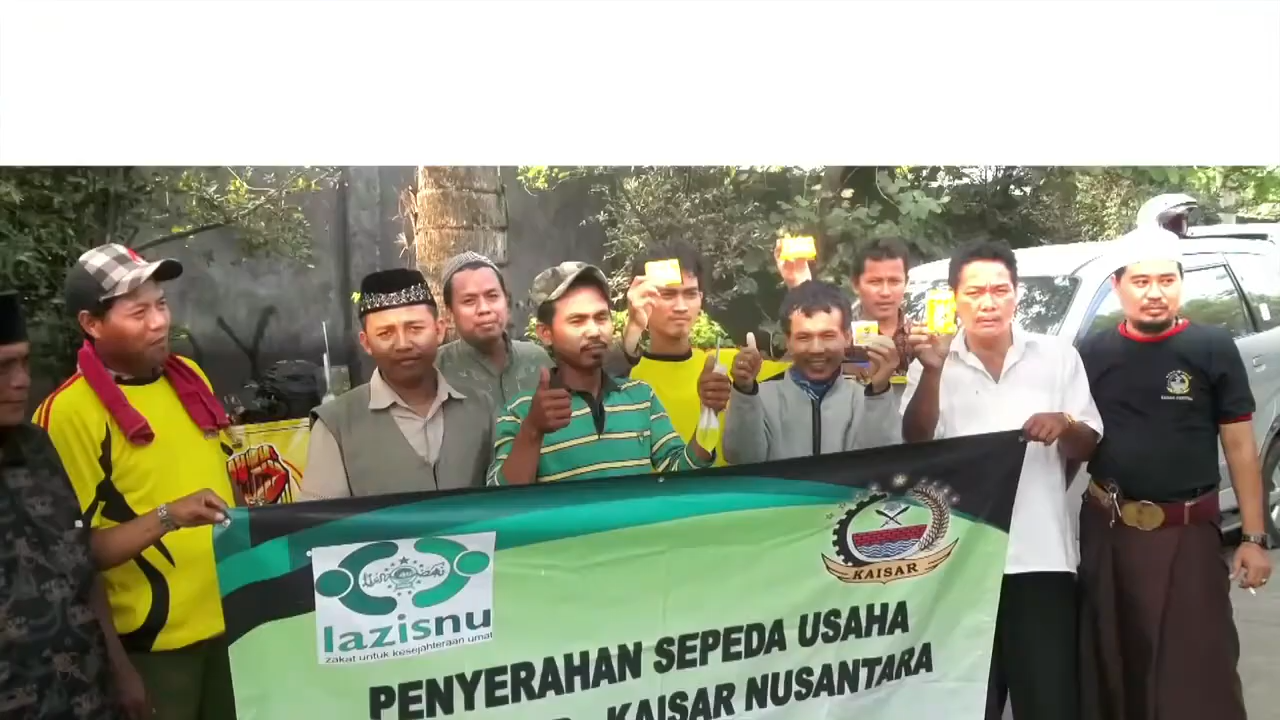 lazisnu
zakat untuk kesejahteraan umat
KAISAR
PENYERAHAN SEPEDA USAHA
KAISAR NUSANTARA